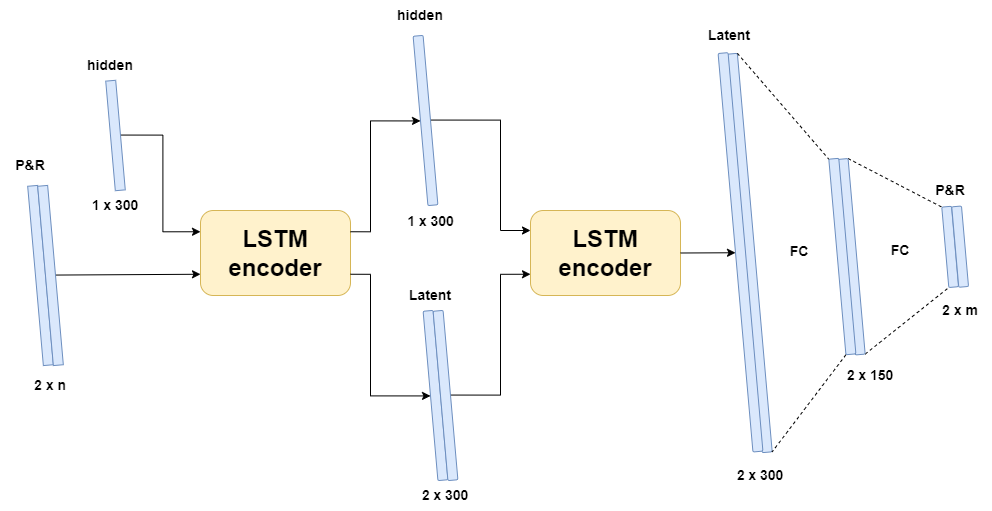 hidden
P&R
1 x 300
2 x n
LSTM
encoder
hidden
1 x 300
Latent
2 x 300
LSTM
encoder
Latent
2 x 300
FC
2 x 150
FC
P&R
2 x m